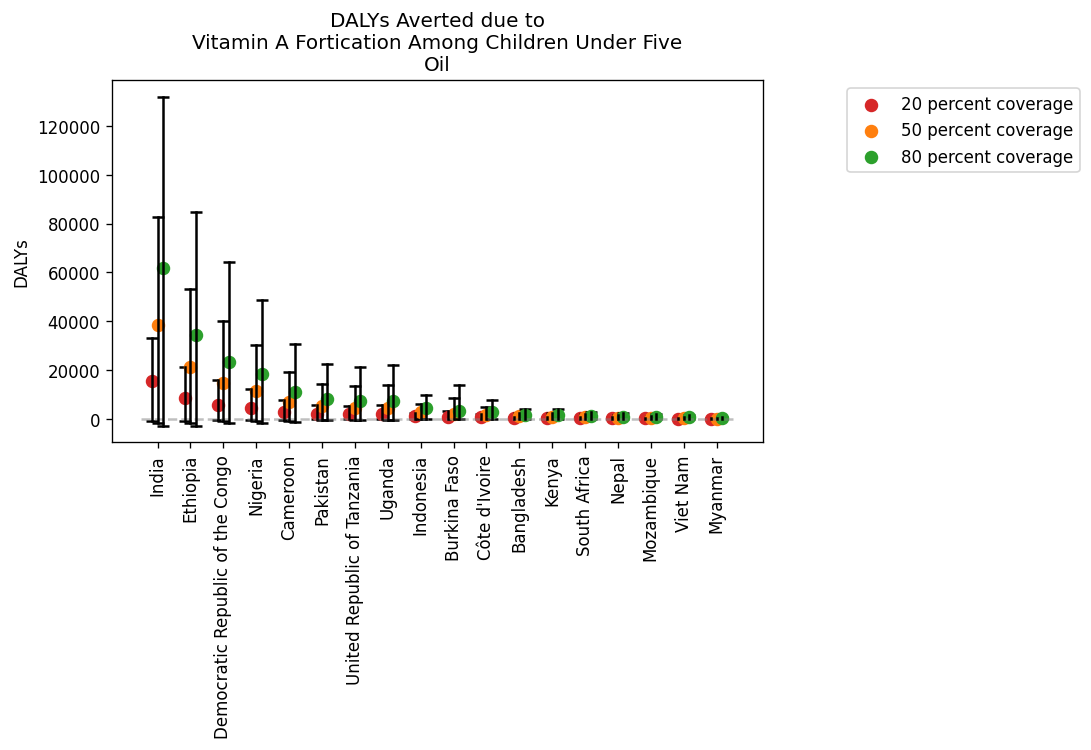 DALYs Averted due to
Vitamin A Fortication Among Children Under Five
Oil
20 percent coverage
50 percent coverage
80 percent coverage
DALYs
120000
100000
80000
60000
40000
20000
0
India
Ethiopia
Democratic Republic of the Congo
Nigeria
Cameroon
Pakistan
United Republic of Tanzania
Uganda
Indonesia
Burkina Faso
Côte d'Ivoire
Bangladesh
Kenya
South Africa
Nepal
Mozambique
Viet Nam
Myanmar